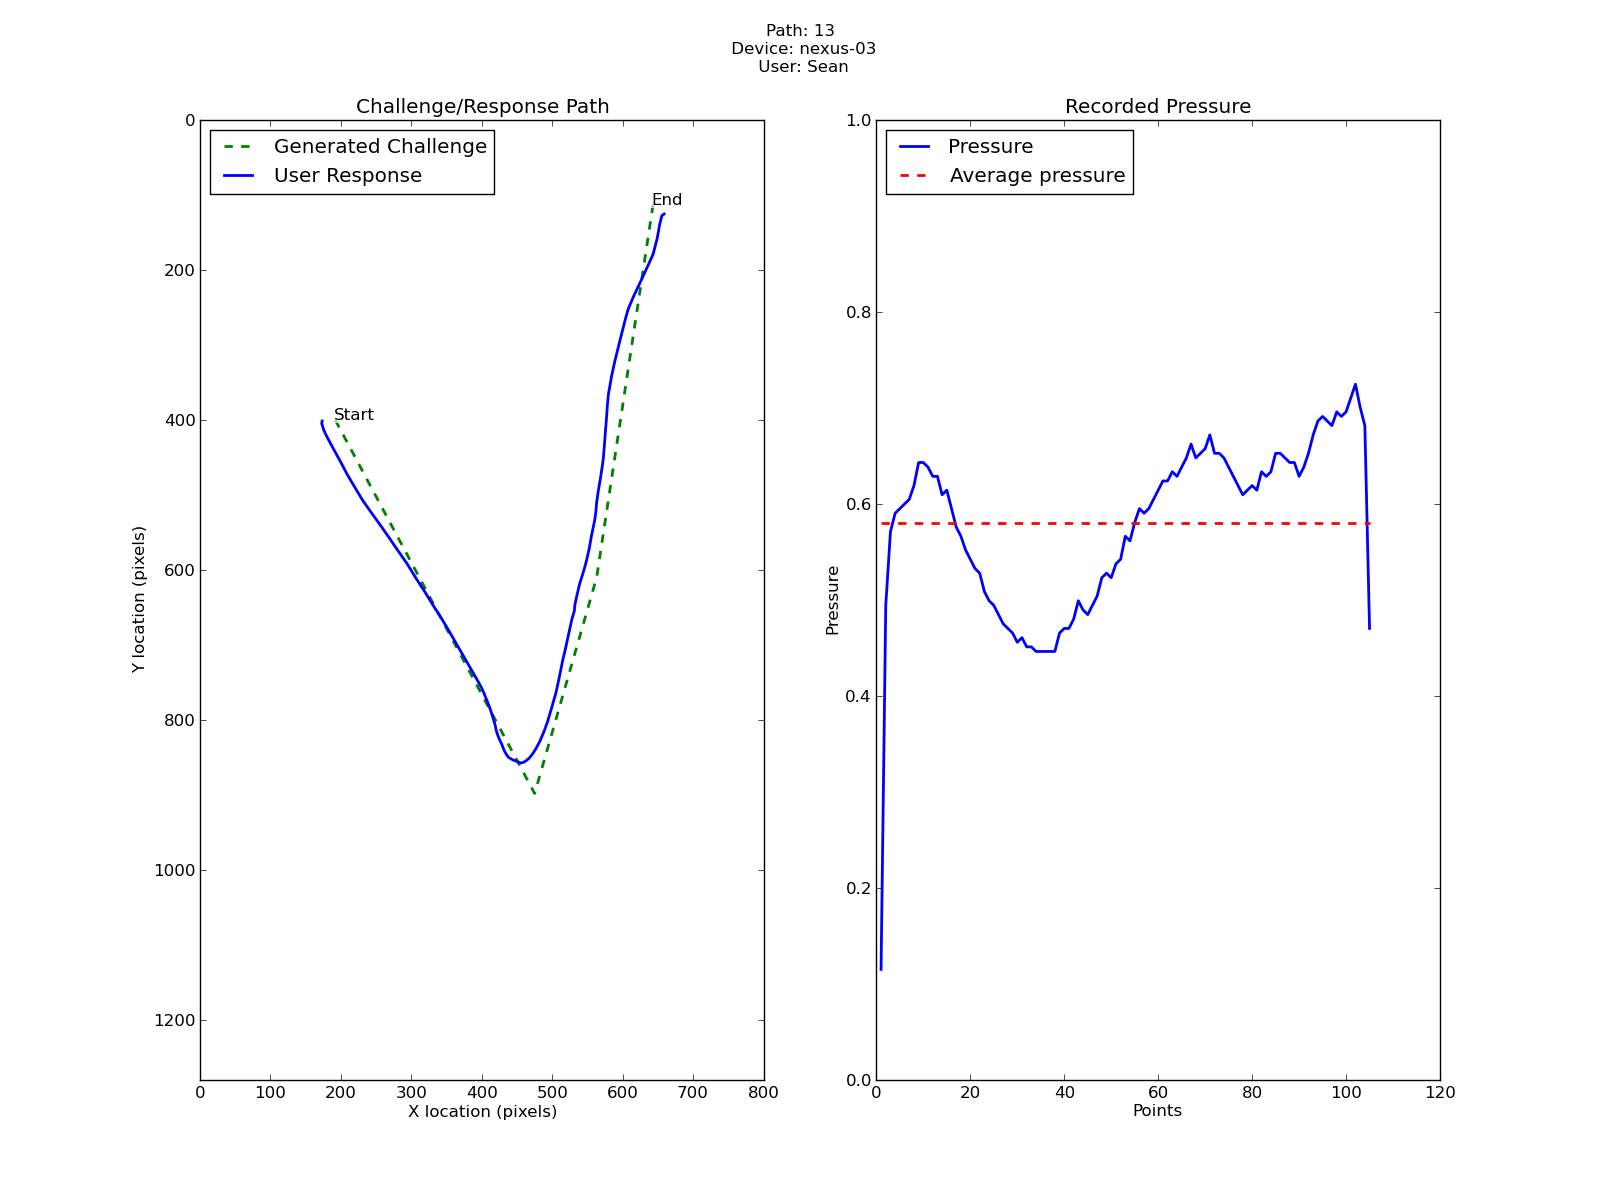 Path: 13
Device: nexus-03
User: Sean
Challenge/Response Path
Generated Challenge
User Response
Start
End
0
200
400
600
800
1000
1200
Y location (pixels)
0 100 200 300 400 500 600 700 800
X location (pixels)
Recorded Pressure
Pressure
Average pressure
1.0
0.8
0.6
0.4
0.2
0.0
Pressure
0 20 40 60 80 100 120
Points